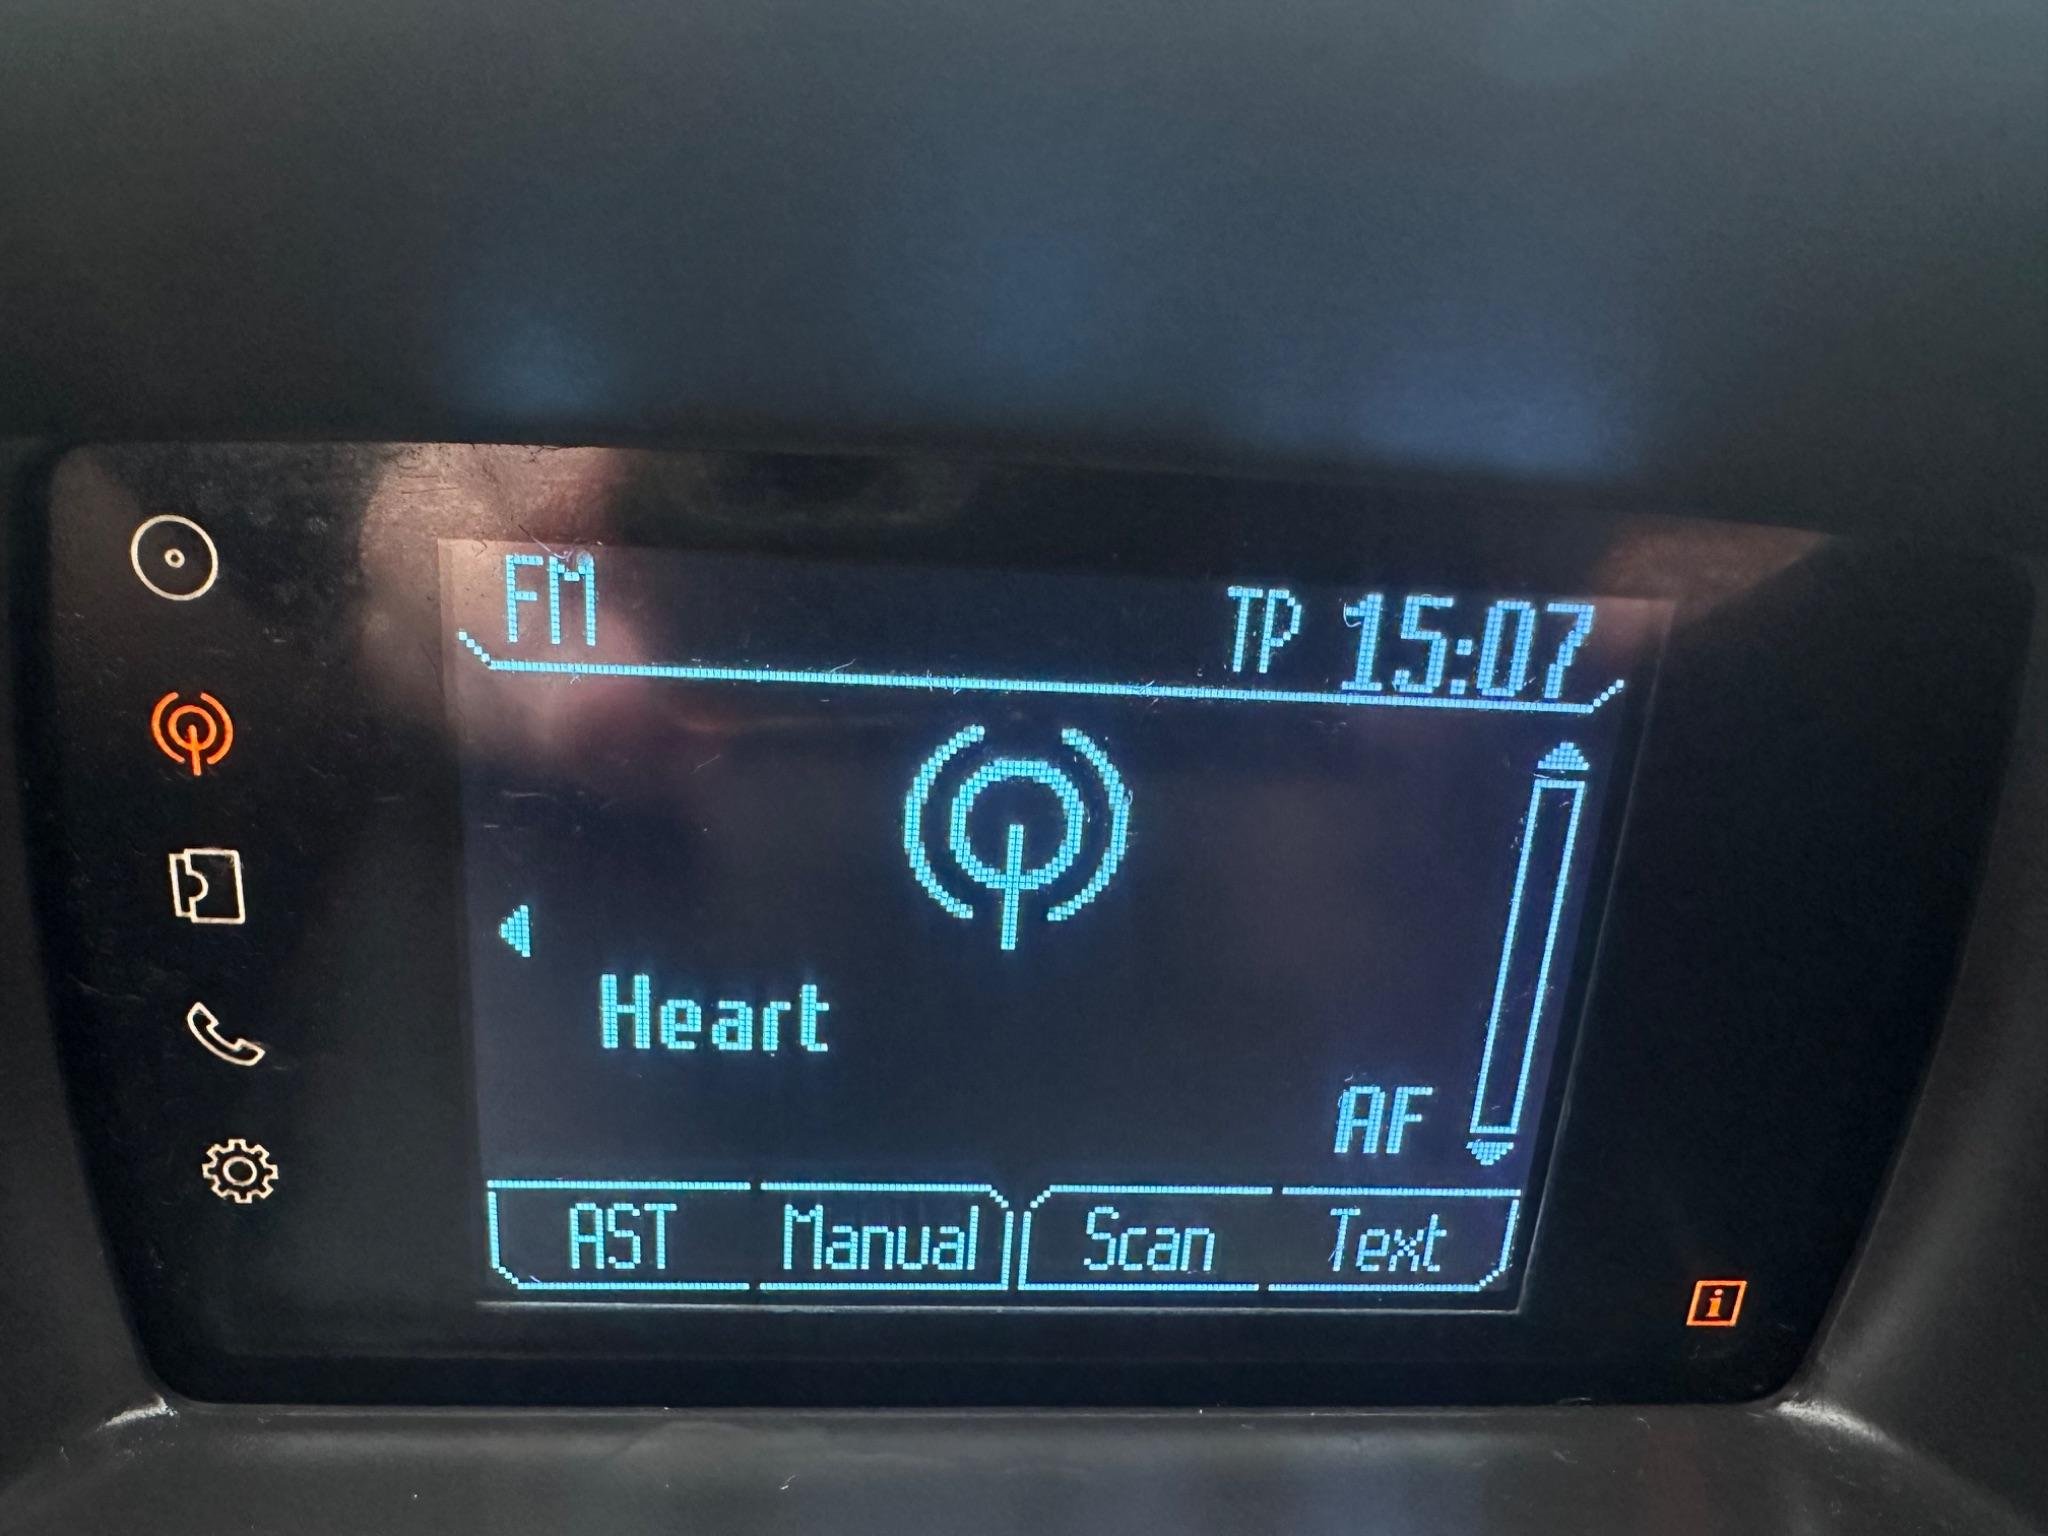 FM TP 15:07
Heart
AF
AST Manual Scan Text
i